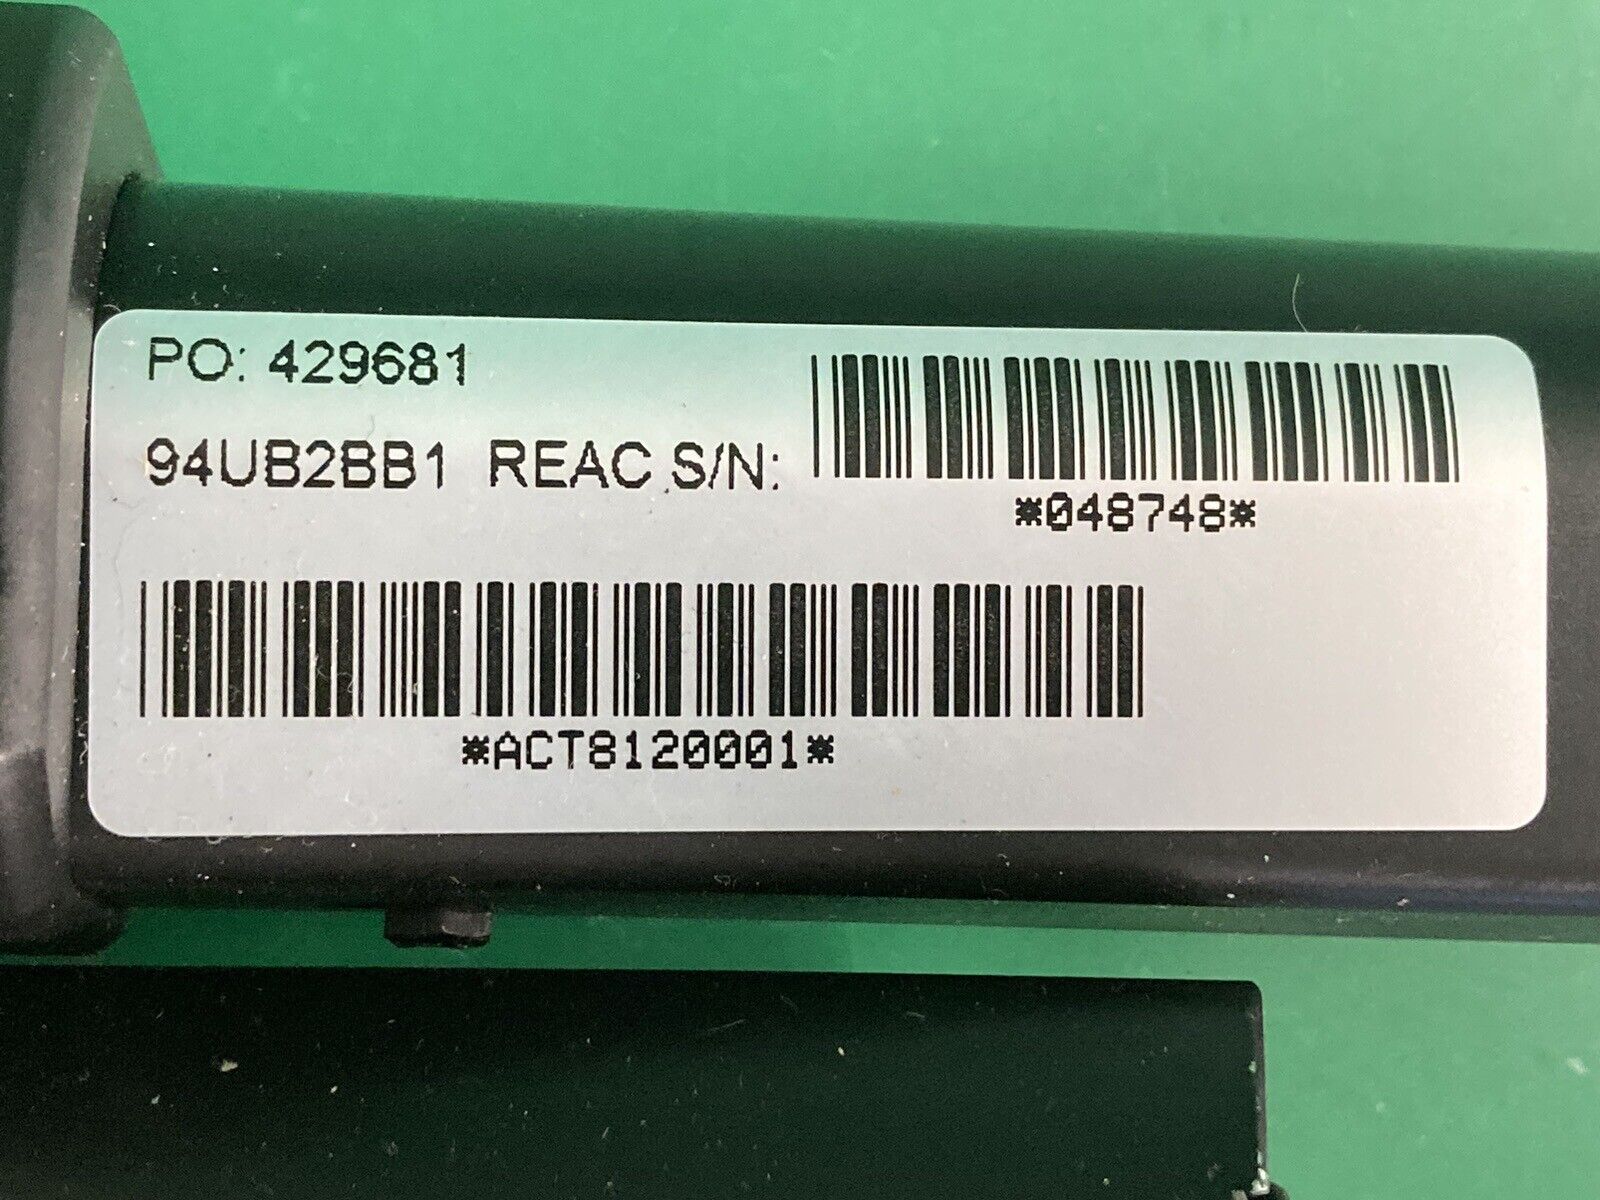 PO: 429681
94UB2BB1 REAC S/N:
*048748*
*ACT8120001*